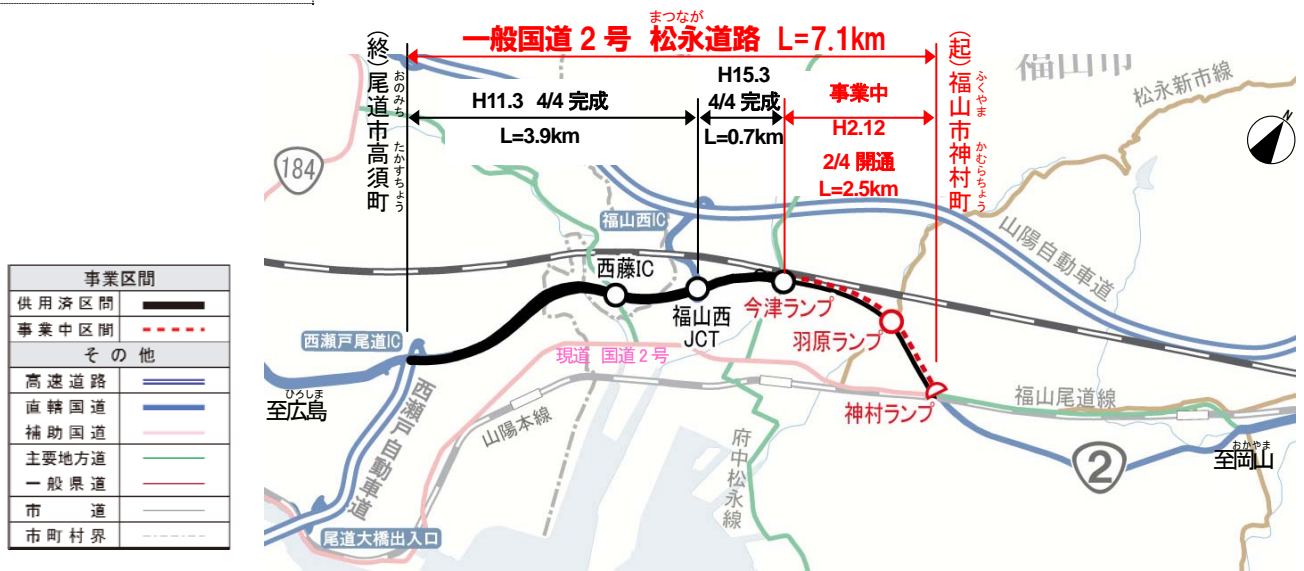 まつなが
一般国道2号 松永道路 L=7.1km
(終)尾道市高須町
おのみち
たかすちょう
(起)福山市神村町
ふくやま
かむらちょう
H11.3 4/4 完成
L=3.9km
H15.3
4/4 完成
L=0.7km
事業中
H2.12
2/4 開通
L=2.5km
福山市
松永新市線
N
184
福山西IC
西藤IC
福山西
JCT
今津ランプ
羽原ランプ
神村ランプ
山陽自動車道
西瀬戸尾道IC
現道 国道2号
ひろしま
至広島
西瀬戸自動車道
山陽本線
府中松永線
福山尾道線
2
おかやま
至岡山
尾道大橋出入口
事業区間
供用済区間
事業中区間
その他
高速道路
直轄国道
補助国道
主要地方道
一般県道
市道
市町村界